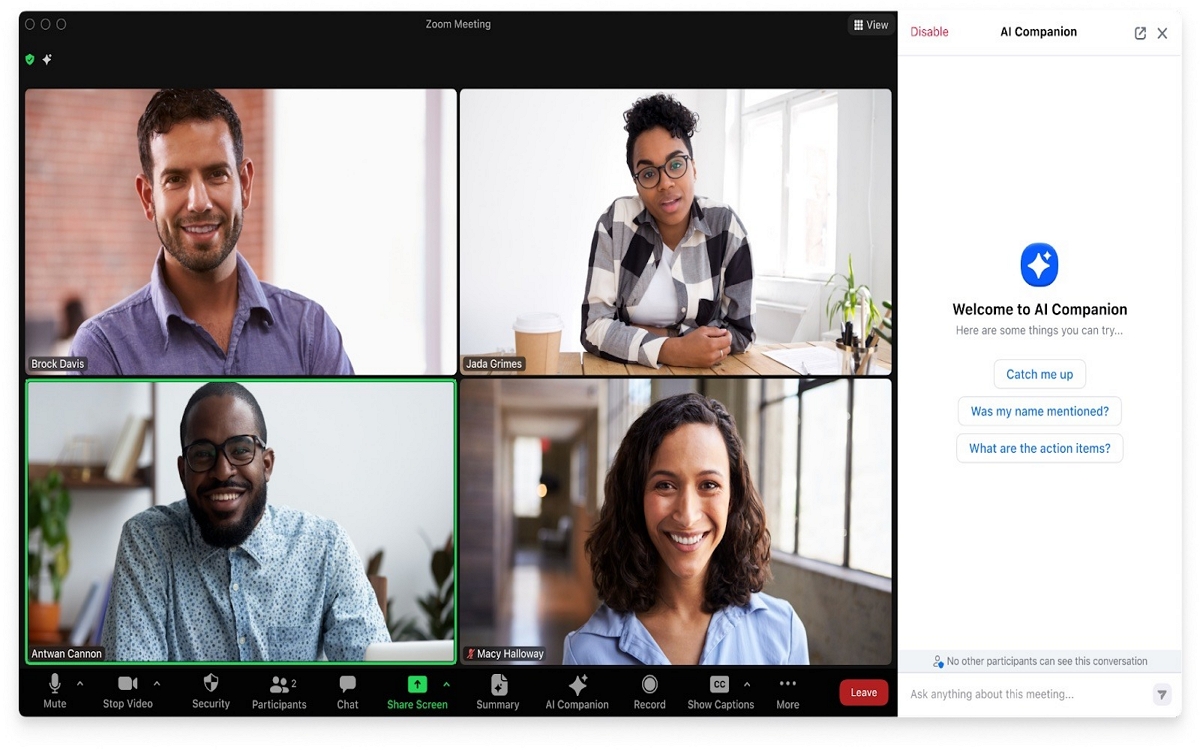 Zoom Meeting
View
Brock Davis
Jada Grimes
Antwan Cannon
Macy Halloway
Mute
Stop Video
Security
Participants
2
Chat
Share Screen
Summary
AI Companion
Record
CC
Show Captions
More
Leave
Disable
AI Companion
Welcome to AI Companion
Here are some things you can try...
Catch me up
Was my name mentioned?
What are the action items?
No other participants can see this conversation
Ask anything about this meeting...